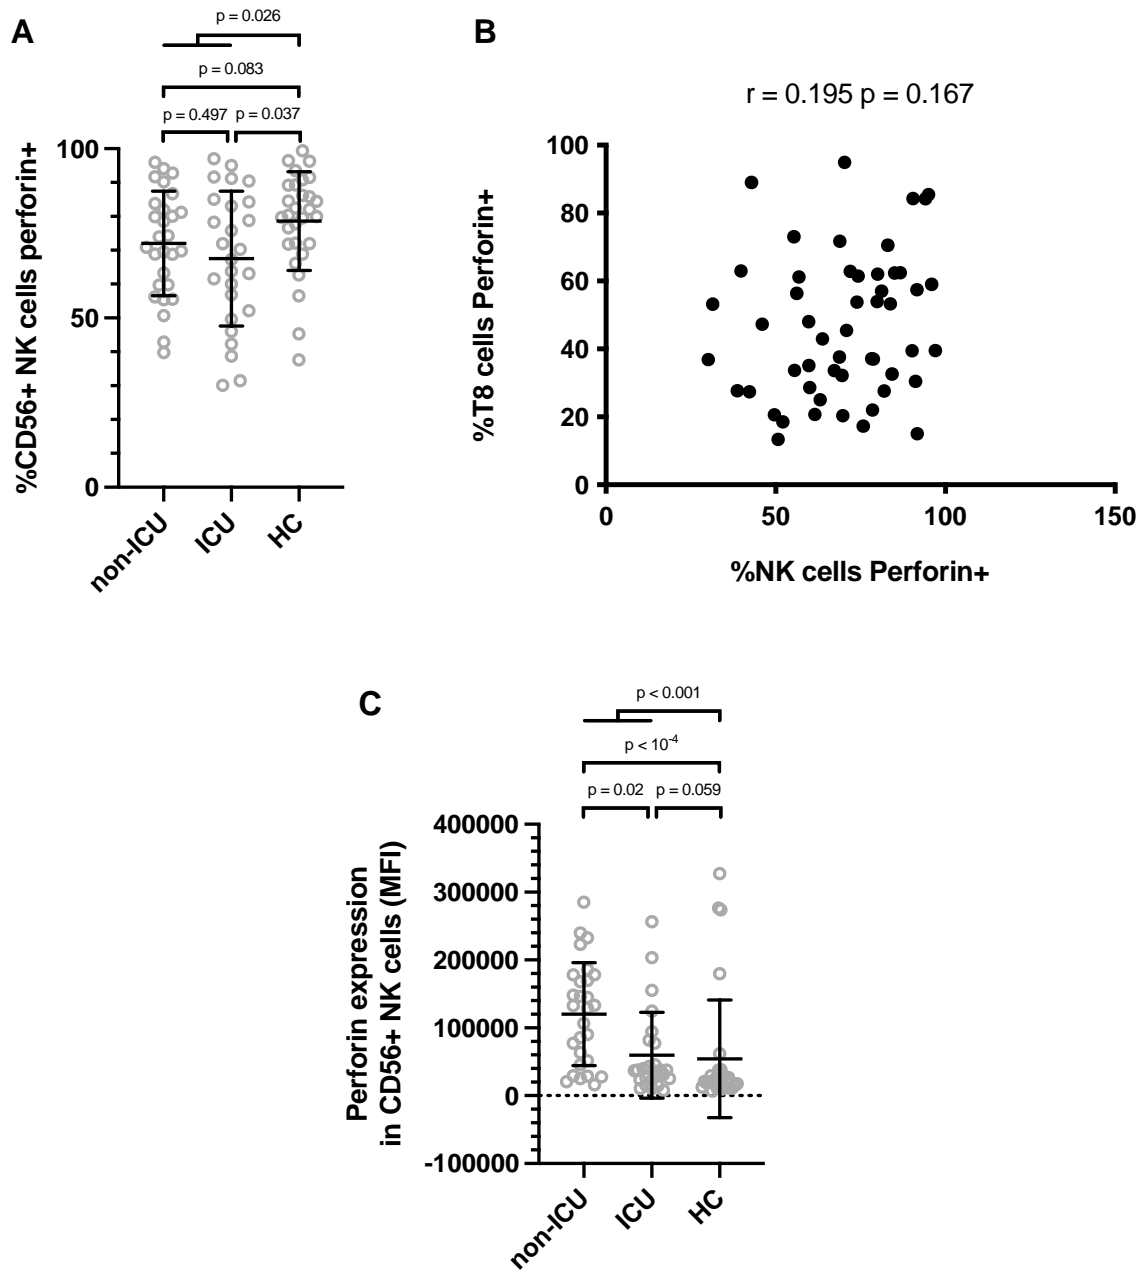 A
p = 0.026
p = 0.083
p = 0.497 p = 0.037
100
50
0
%CD56+ NK cells perforin+
non-ICU
ICU
HC
B
r = 0.195 p = 0.167
100
80
60
40
20
0
%T8 cells Perforin+
0 50 100 150
%NK cells Perforin+
C
p < 0.001
p < 10-4
p = 0.02 p = 0.059
400000
300000
200000
100000
0
-100000
Perforin expression
in CD56+ NK cells (MFI)
non-ICU
ICU
HC